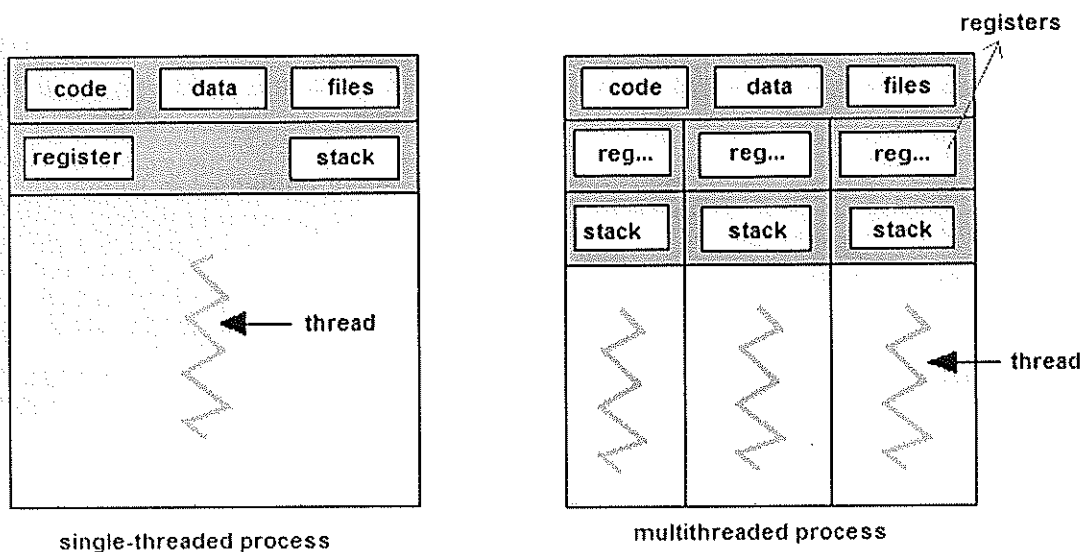 registers
code data files
code data files
register stack
reg... reg... reg...
stack stack stack
thread
thread
single-threaded process
multithreaded process